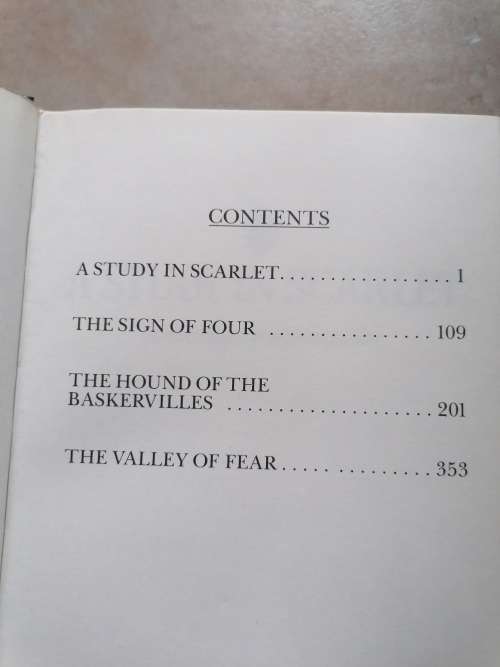 CONTENTS
A STUDY IN SCARLET. . . . . . . . . . . . . . . . . 1
THE SIGN OF FOUR . . . . . . . . . . . . . . . . 109
THE HOUND OF THE
BASKERVILLES . . . . . . . . . . . . . . . . . . . . . 201
THE VALLEY OF FEAR . . . . . . . . . . . . . . 353